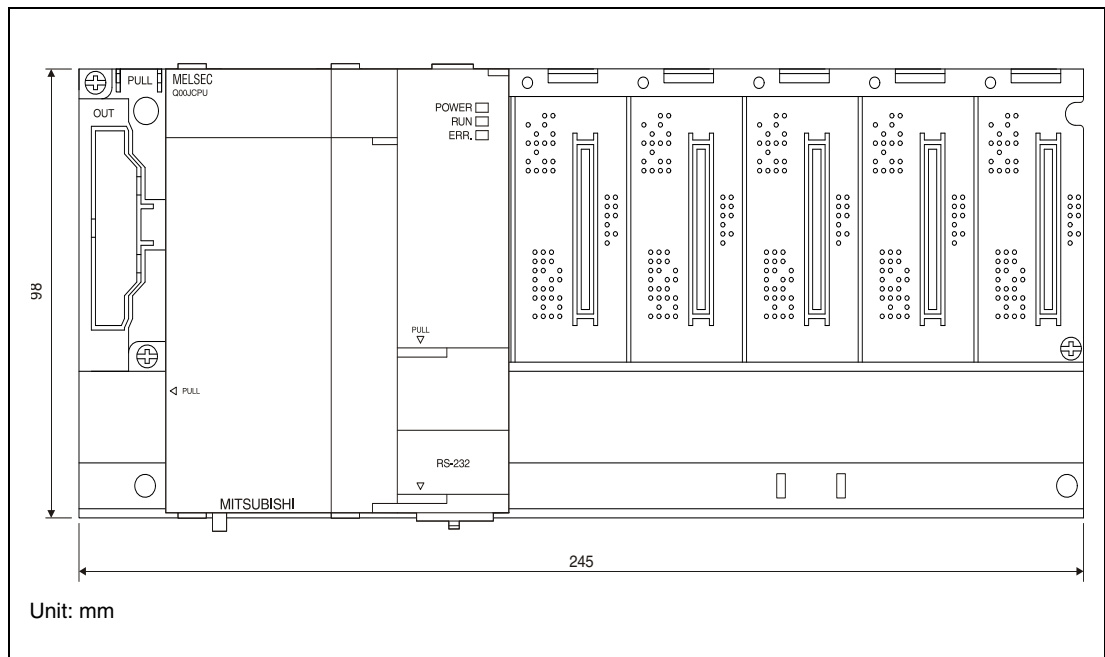 PULL
MELSEC
Q00JCPU
OUT
POWER
RUN
ERR.
98
PULL
PULL
RS-232
MITSUBISHI
245
Unit: mm